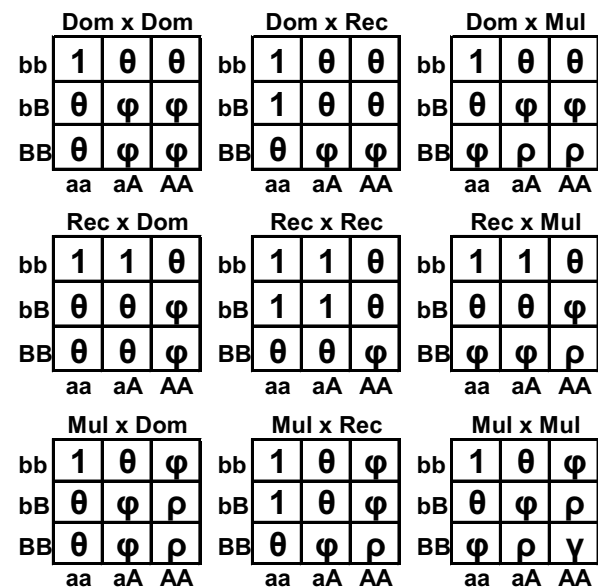 Dom x Dom Dom x Rec Dom x Mul
bb 1 θ θ bb 1 θ θ bb 1 θ θ
bB θ φ φ bB 1 θ θ bB θ φ φ
BB θ φ φ BB θ φ φ BB φ ρ ρ
aa aA AA aa aA AA aa aA AA
Rec x Dom Rec x Rec Rec x Mul
bb 1 1 θ bb 1 1 θ bb 1 1 θ
bB θ θ φ bB 1 1 θ bB θ θ φ
BB θ θ φ BB θ θ φ BB φ φ ρ
aa aA AA aa aA AA aa aA AA
Mul x Dom Mul x Rec Mul x Mul
bb 1 θ φ bb 1 θ φ bb 1 θ φ
bB θ φ ρ bB 1 θ φ bB θ φ ρ
BB θ φ ρ BB θ φ ρ BB φ ρ γ
aa aA AA aa aA AA aa aA AA